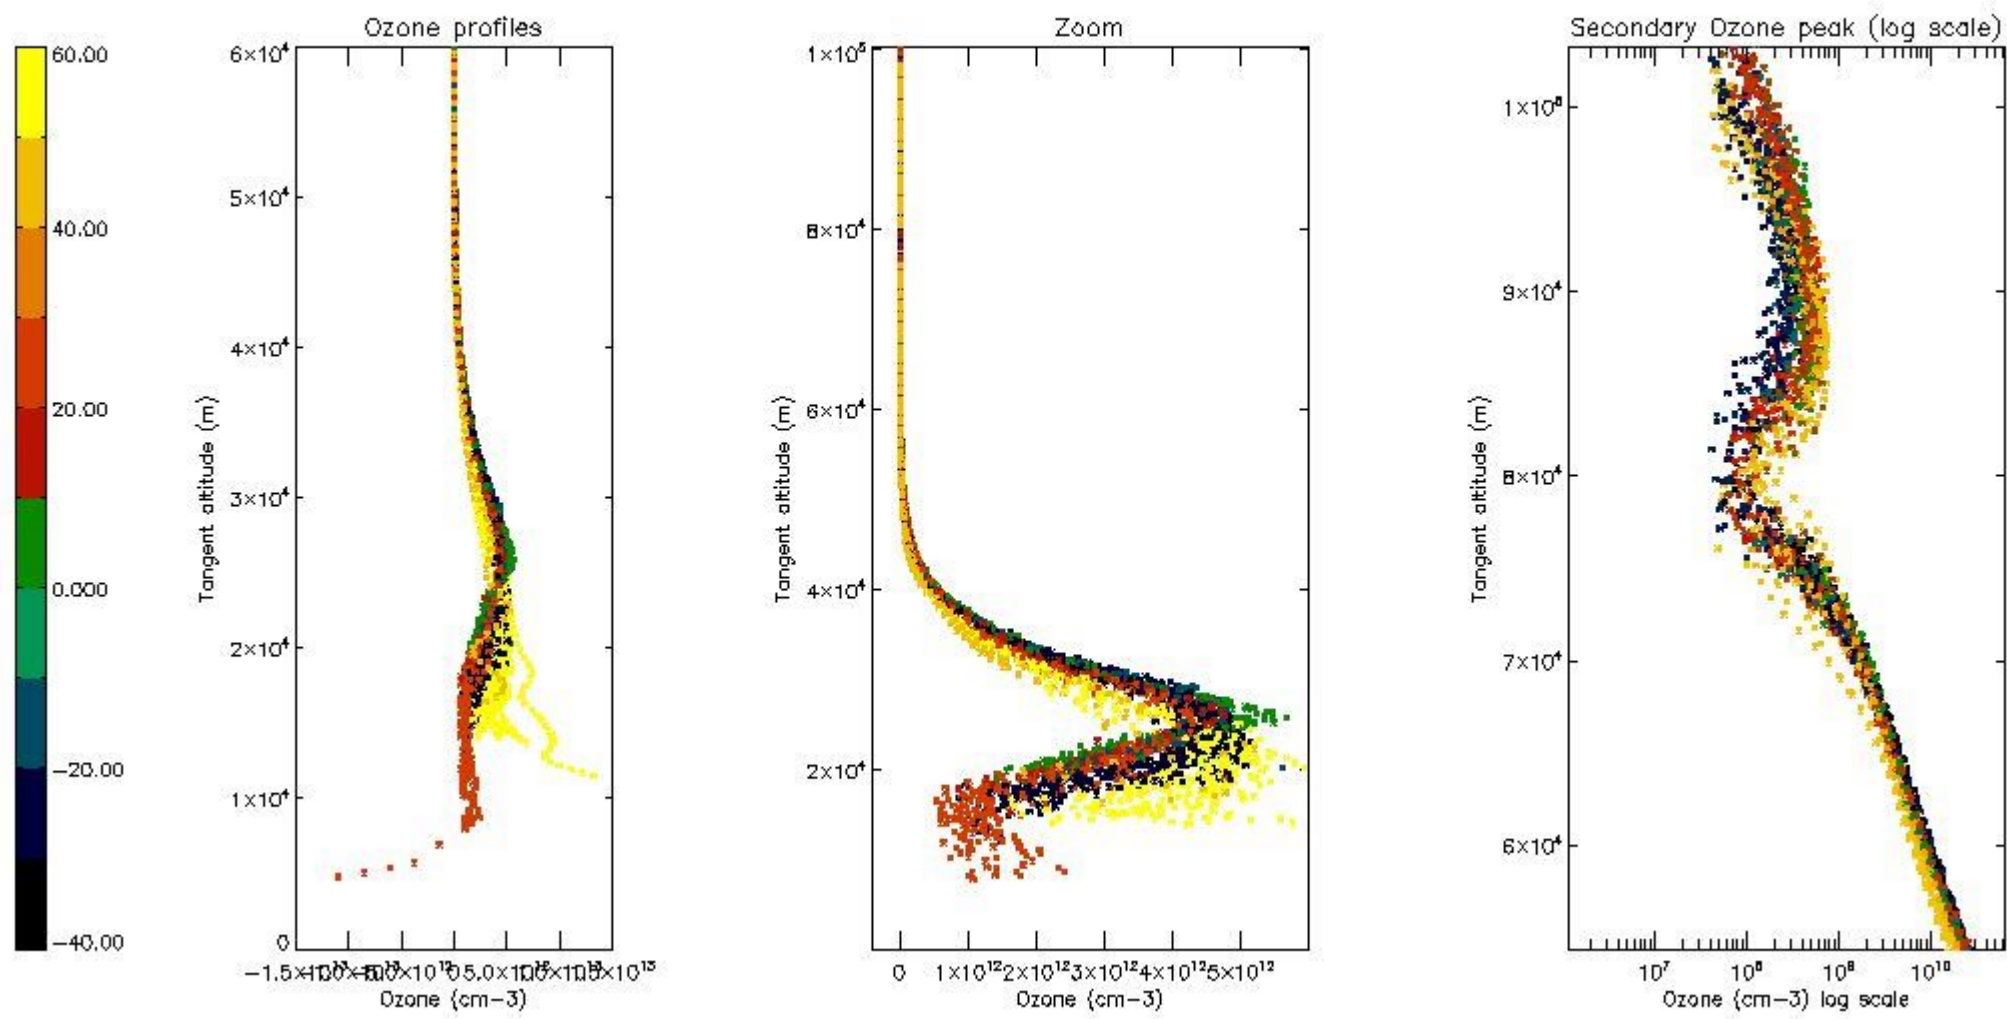 Ozone profiles
Zoom
Secondary Ozone peak (log scale)
60.00
40.00
20.00
0.000
-20.00
-40.00
6×10⁴
5×10⁴
4×10⁴
3×10⁴
2×10⁴
1×10⁴
0
Tangent altitude (m)
Ozone (cm-3)
1×10⁵
8×10⁴
6×10⁴
4×10⁴
2×10⁴
Tangent altitude (m)
0 1×10¹² 2×10¹² 3×10¹² 4×10¹² 5×10¹²
Ozone (cm-3)
9×10⁴
8×10⁴
7×10⁴
6×10⁴
Tangent altitude (m)
10⁷ 10⁸ 10⁹ 10¹⁰
Ozone (cm-3) log scale